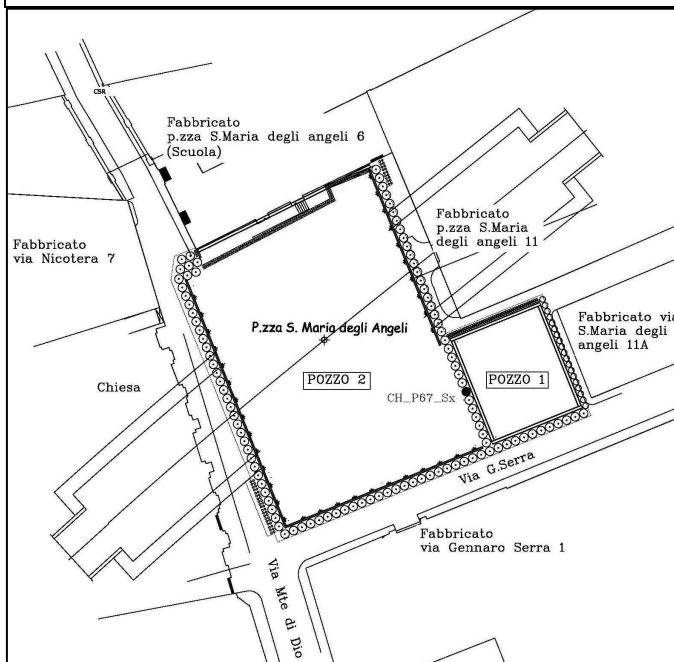 CSR
Fabbricato
p.zza S.Maria degli angeli 6
(Scuola)
Fabbricato
p.zza S.Maria
degli angeli 11
Fabbricato
via Nicotera 7
P.zza S. Maria degli Angeli
Fabbricato via
S.Maria degli
angeli 11A
POZZO 2
POZZO 1
Chiesa
CH_P67_Sx
Via G.Serra
Fabbricato
via Gennaro Serra 1
Via Mte di Dio